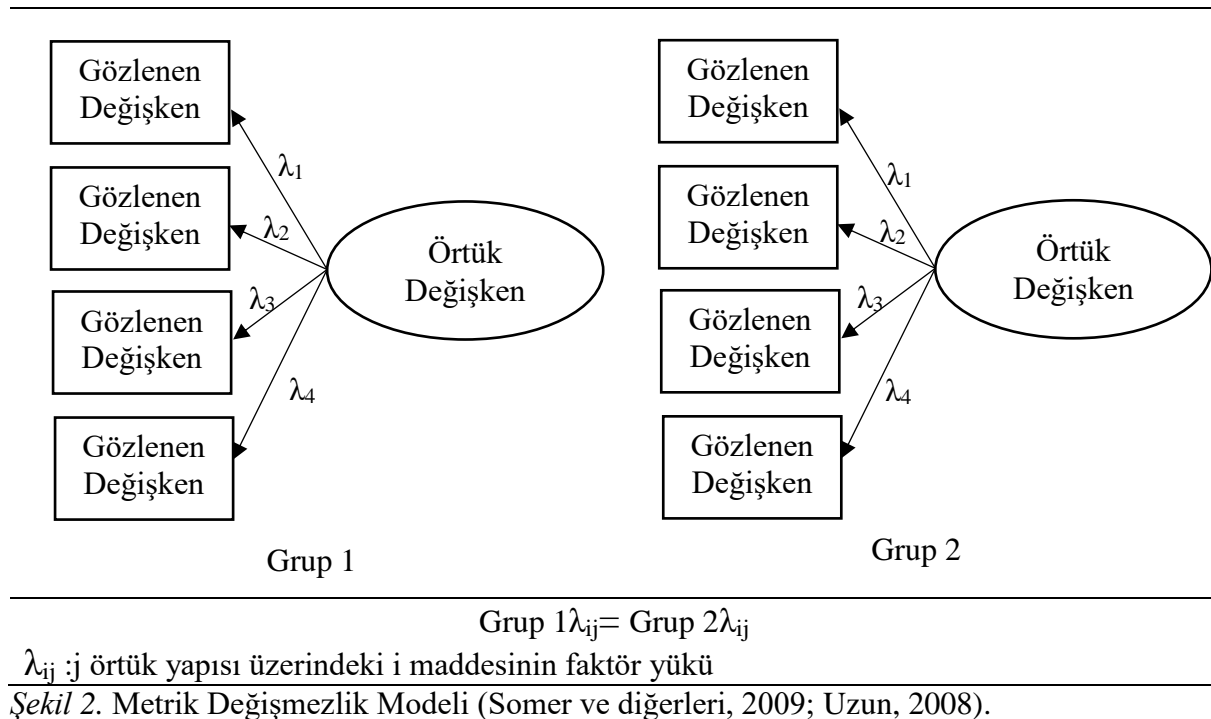 Gözlenen
Değişken
λ1
Gözlenen
Değişken
λ2
Gözlenen
Değişken
λ3
Gözlenen
Değişken
λ4
Örtük
Değişken
Grup 1
Gözlenen
Değişken
λ1
Gözlenen
Değişken
λ2
Gözlenen
Değişken
λ3
Gözlenen
Değişken
λ4
Örtük
Değişken
Grup 2
Grup 1λij= Grup 2λij
λij :j örtük yapısı üzerindeki i maddesinin faktör yükü
Şekil 2. Metrik Değişmezlik Modeli (Somer ve diğerleri, 2009; Uzun, 2008).